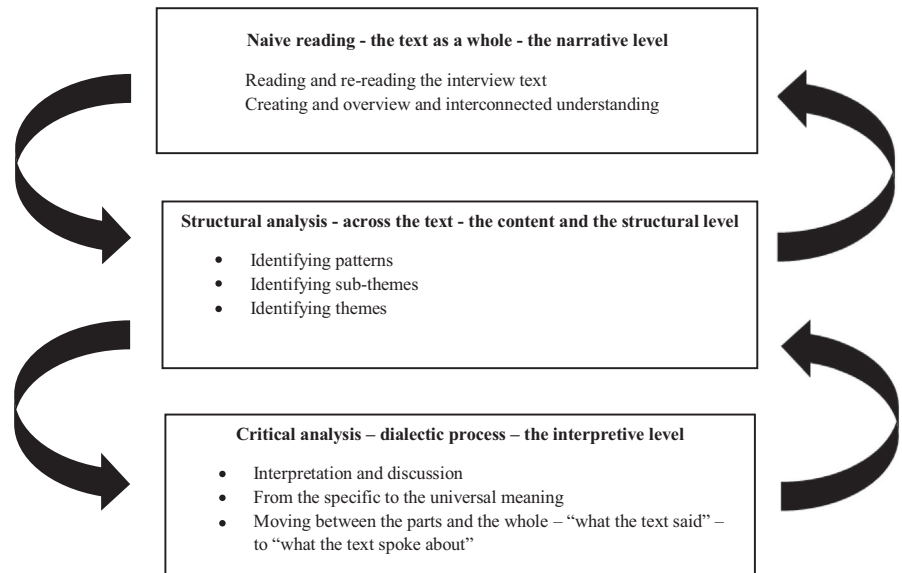 Naive reading - the text as a whole - the narrative level
Reading and re-reading the interview text
Creating and overview and interconnected understanding
Structural analysis - across the text - the content and the structural level
• Identifying patterns
• Identifying sub-themes
• Identifying themes
Critical analysis – dialectic process – the interpretive level
• Interpretation and discussion
• From the specific to the universal meaning
• Moving between the parts and the whole – “what the text said” –
to “what the text spoke about”